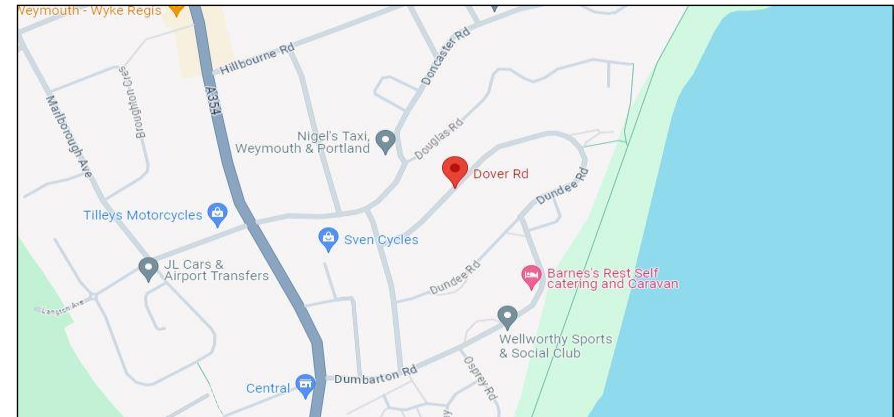 Weymouth - Wyke Regis
Hillbourne Rd
Doncaster Rd
Broughton Cres
Marlborough Ave
A354
Nigel's Taxi,
Weymouth & Portland
Douglas Rd
Dover Rd
Dundee Rd
Tilleys Motorcycles
Sven Cycles
JL Cars &
Airport Transfers
Dundee Rd
Barnes's Rest Self
catering and Caravan
Langton Ave
Wellworthy Sports
& Social Club
Osprey Rd
Dumbarton Rd
Central